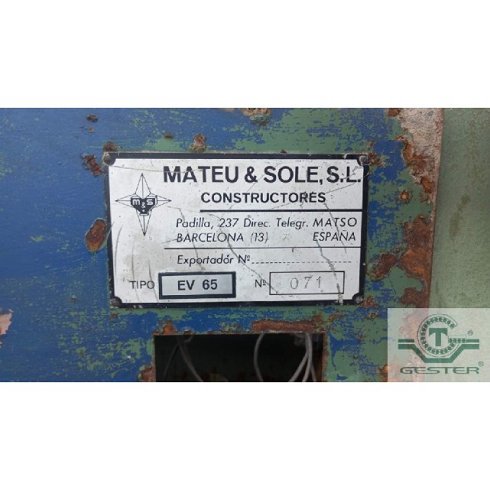 MATEU & SOLE, S.L.
CONSTRUCTORES
M & S
Padilla, 237 Direc. Telegr. MATSO
BARCELONA (13) ESPAÑA
Exportador Nº
TIPO EV 65 Nº 071
T
GESTER